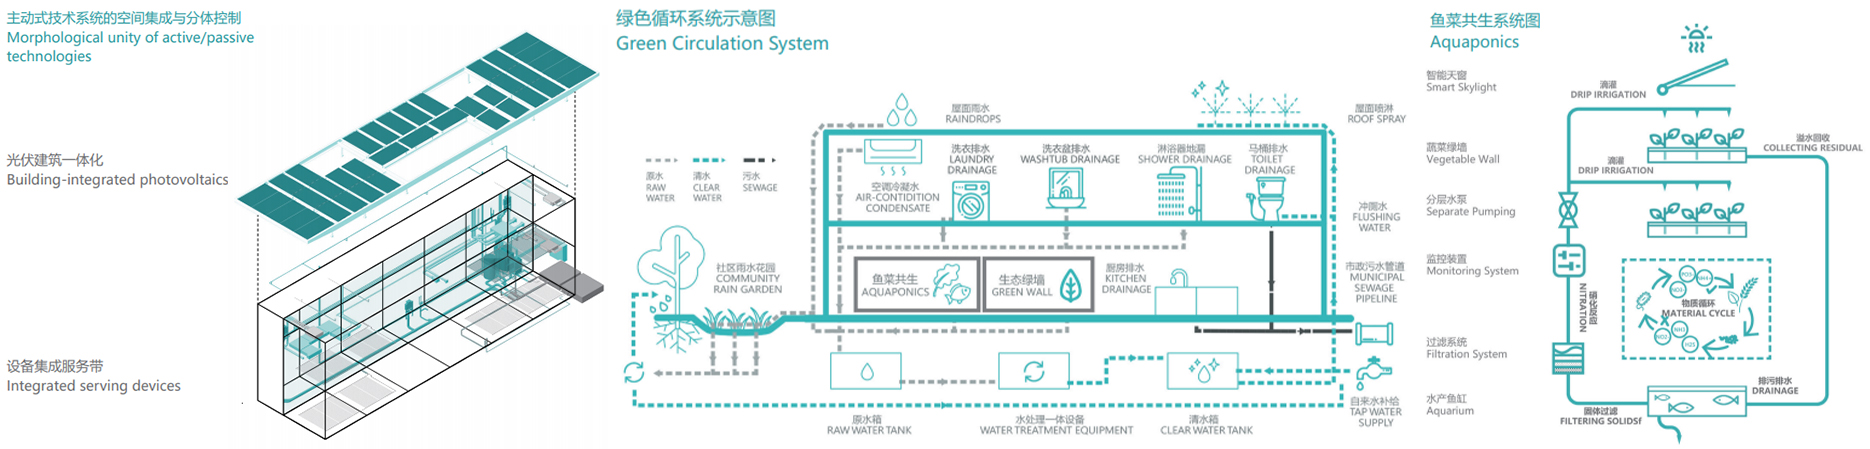 主动式技术系统的空间集成与分体控制
Morphological unity of active/passive
technologies
光伏建筑一体化
Building-integrated photovoltaics
设备集成服务带
Integrated serving devices
绿色循环系统示意图
Green Circulation System
原水
RAW
WATER
清水
CLEAR
WATER
污水
SEWAGE
屋面雨水
RAINDROPS
屋面喷淋
ROOF SPRAY
空调冷凝水
AIR-CONTIDITION
CONDENSATE
洗衣排水
LAUNDRY
DRAINAGE
洗衣盆排水
WASHTUB DRAINAGE
淋浴器地漏
SHOWER DRAINAGE
马桶排水
TOILET
DRAINAGE
冲圊水
FLUSHING
WATER
社区雨水花园
COMMUNITY
RAIN GARDEN
鱼菜共生
AQUAPONICS
生态绿墙
GREEN WALL
厨房排水
KITCHEN
DRAINAGE
市政污水管道
MUNICIPAL
SEWAGE
PIPELINE
原水箱
RAW WATER TANK
水处理一体设备
WATER TREATMENT EQUIPMENT
清水箱
CLEAR WATER TANK
自来水补给
TAP WATER
SUPPLY
鱼菜共生系统图
Aquaponics
智能天窗
Smart Skylight
蔬菜绿墙
Vegetable Wall
分层水泵
Separate Pumping
监控装置
Monitoring System
过滤系统
Filtration System
水产鱼缸
Aquarium
滴灌
DRIP IRRIGATION
滴灌
DRIP IRRIGATION
溢水回收
COLLECTING RESIDUAL
硝化效应
NITRATION
物质循环
MATERIAL CYCLE
NO3
NH4
NO2
NH3
H2S
固体过滤
FILTERING SOLIDSf
排污排水
DRAINAGE